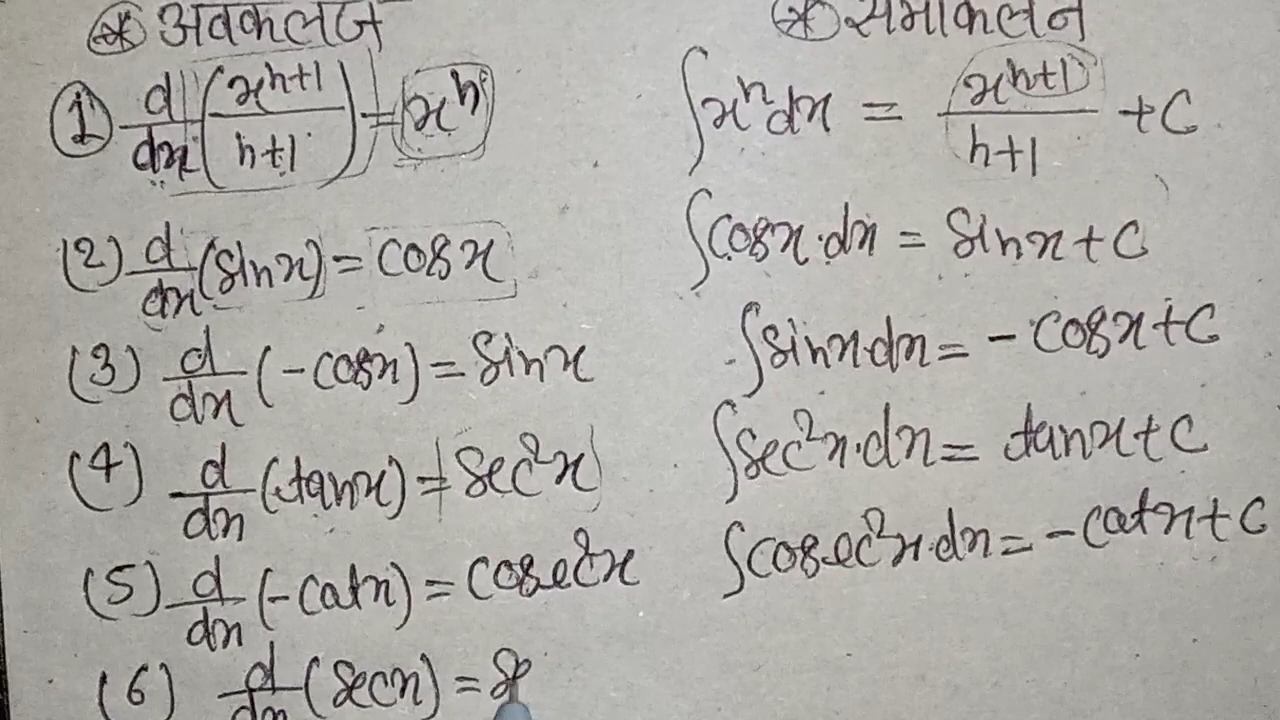 ⊛ अवकलज ⊛ समाकलन
① d/dx (x^(n+1)/(n+1)) = x^n ∫x^n dx = x^(n+1)/(n+1) + C
(2) d/dx (sinx) = cosx ∫cosx.dx = sinx + C
(3) d/dx (-cosx) = sinx ∫sinx.dx = -cosx + C
(4) d/dx (tanx) = sec²x ∫sec²x.dx = tanx + C
(5) d/dx (-catx) = cosec²x ∫cosec²x.dx = -catx + C
(6) d/dx (secx) = s